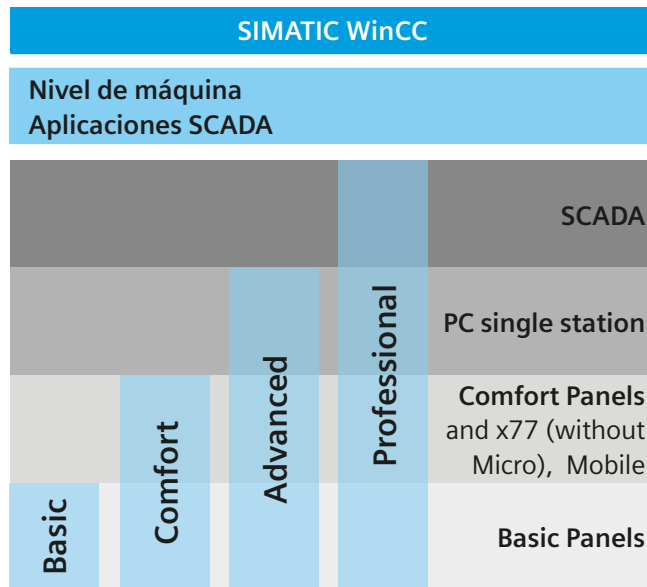 SIMATIC WinCC
Nivel de máquina
Aplicaciones SCADA
SCADA
PC single station
Comfort Panels
and x77 (without
Micro), Mobile
Basic Panels
Basic
Comfort
Advanced
Professional